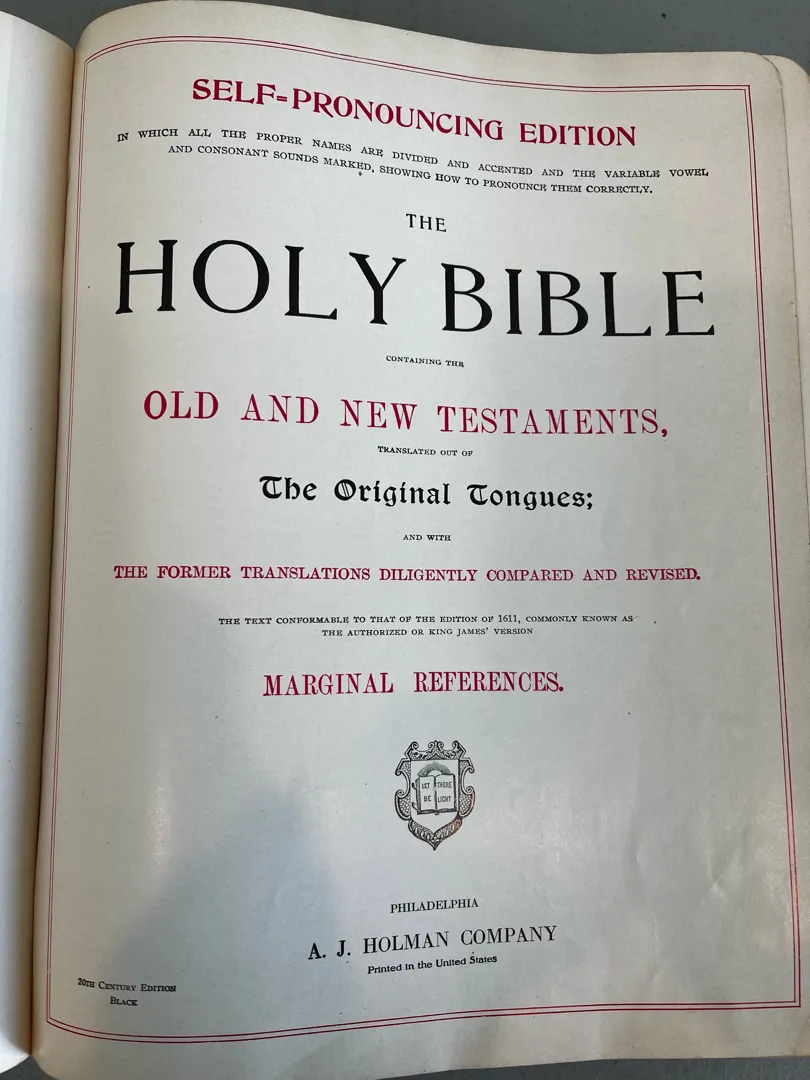 SELF=PRONOUNCING EDITION
IN WHICH ALL THE PROPER NAMES ARE DIVIDED AND ACCENTED AND THE VARIABLE VOWEL
AND CONSONANT SOUNDS MARKED, SHOWING HOW TO PRONOUNCE THEM CORRECTLY.
THE
HOLY BIBLE
CONTAINING THE
OLD AND NEW TESTAMENTS,
TRANSLATED OUT OF
The Original Tongues;
AND WITH
THE FORMER TRANSLATIONS DILIGENTLY COMPARED AND REVISED.
THE TEXT CONFORMABLE TO THAT OF THE EDITION OF 1611, COMMONLY KNOWN AS
THE AUTHORIZED OR KING JAMES' VERSION
MARGINAL REFERENCES.
LET THERE
BE LIGHT
PHILADELPHIA
A. J. HOLMAN COMPANY
Printed in the United States
20TH CENTURY EDITION
BLACK